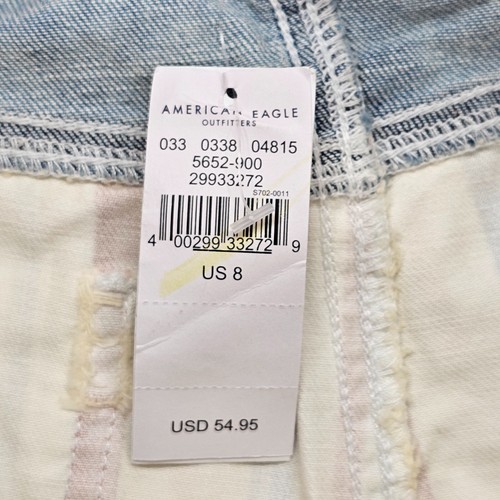 AMERICAN EAGLE
OUTFITTERS
033 0338 04815
5652-900
29933272
S702-0011
4 00299 33272 9
US 8
USD 54.95